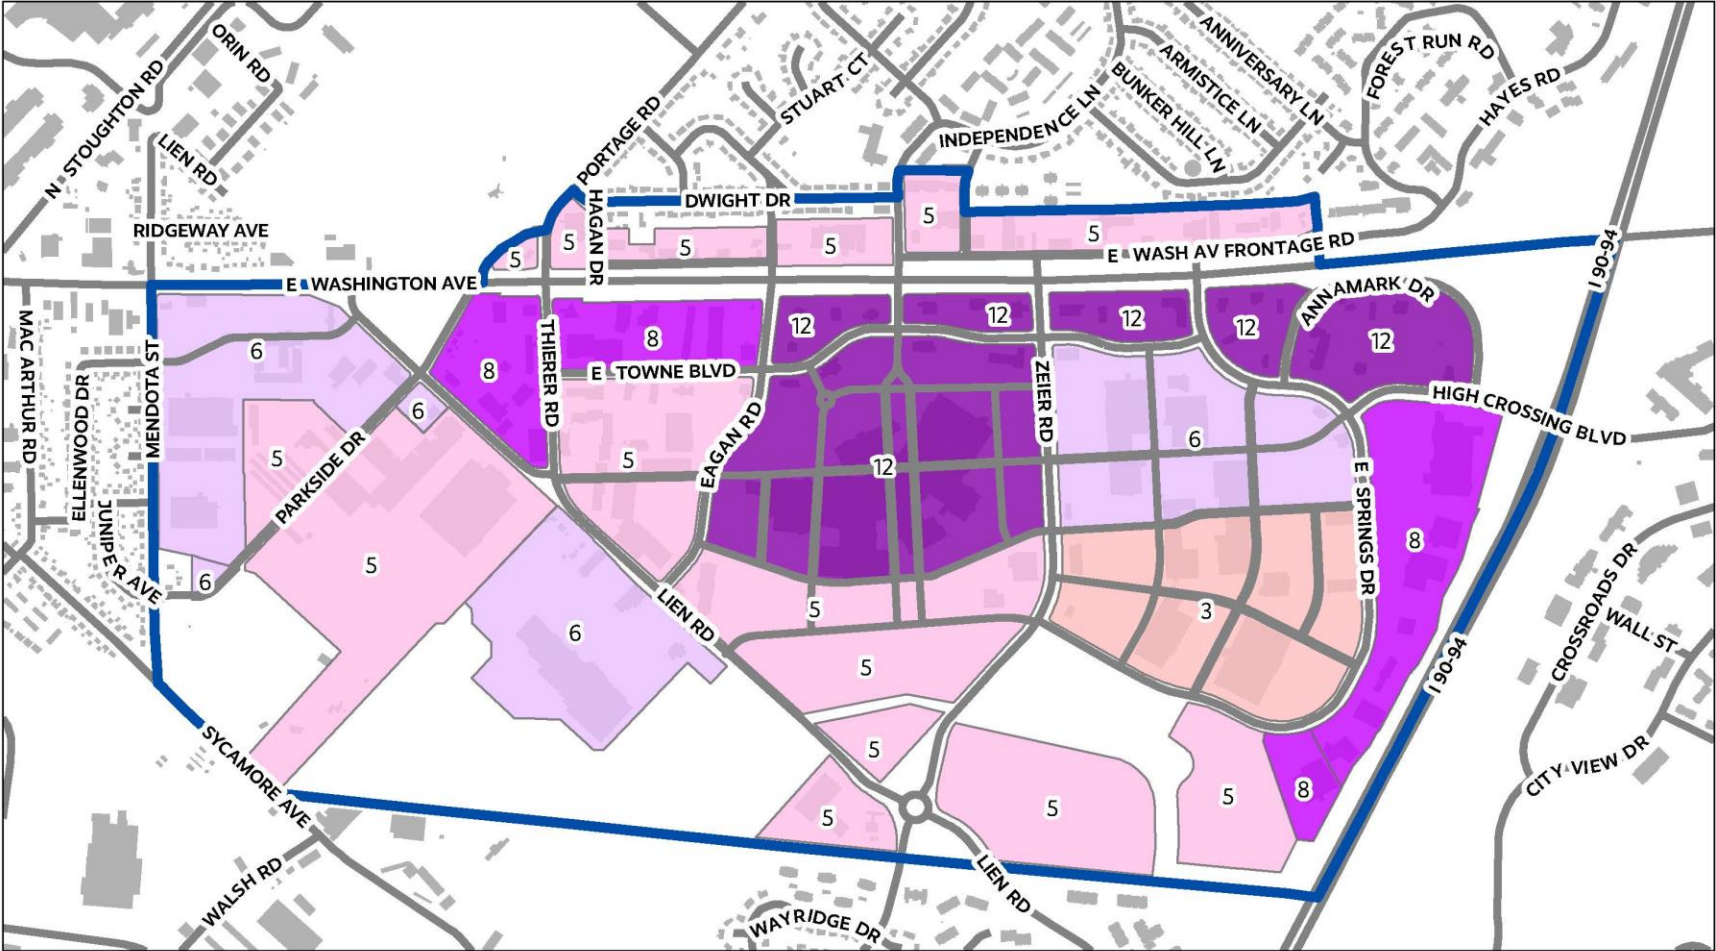 ORIN RD
N STOUGHTON RD
LIEN RD
RIDGEWAY AVE
PORTAGE RD
STUART CT
INDEPENDENCE LN
BUNKER HILL LN
ARMISTICE LN
ANNIVERSARY LN
FOREST RUN RD
HAYES RD
HAGAN DR
DWIGHT DR
5
5
5
5
5
5
E WASH AV FRONTAGE RD
I 90-94
E WASHINGTON AVE
ANNAMARK DR
MAC ARTHUR RD
MENDOTA ST
6
8
THIERER RD
8
12
12
12
12
12
E TOWNE BLVD
ZEIER RD
HIGH CROSSING BLVD
ELLENWOOD DR
6
EAGAN RD
6
5
PARKSIDE DR
5
12
E SPRINGS DR
8
JUNIPER AVE
6
5
LIEN RD
5
3
6
5
CROSSROADS DR
WALL ST
I 90-94
SYCAMORE AVE
5
5
5
5
8
CITY VIEW DR
5
WALSH RD
LIEN RD
WAYRIDGE DR